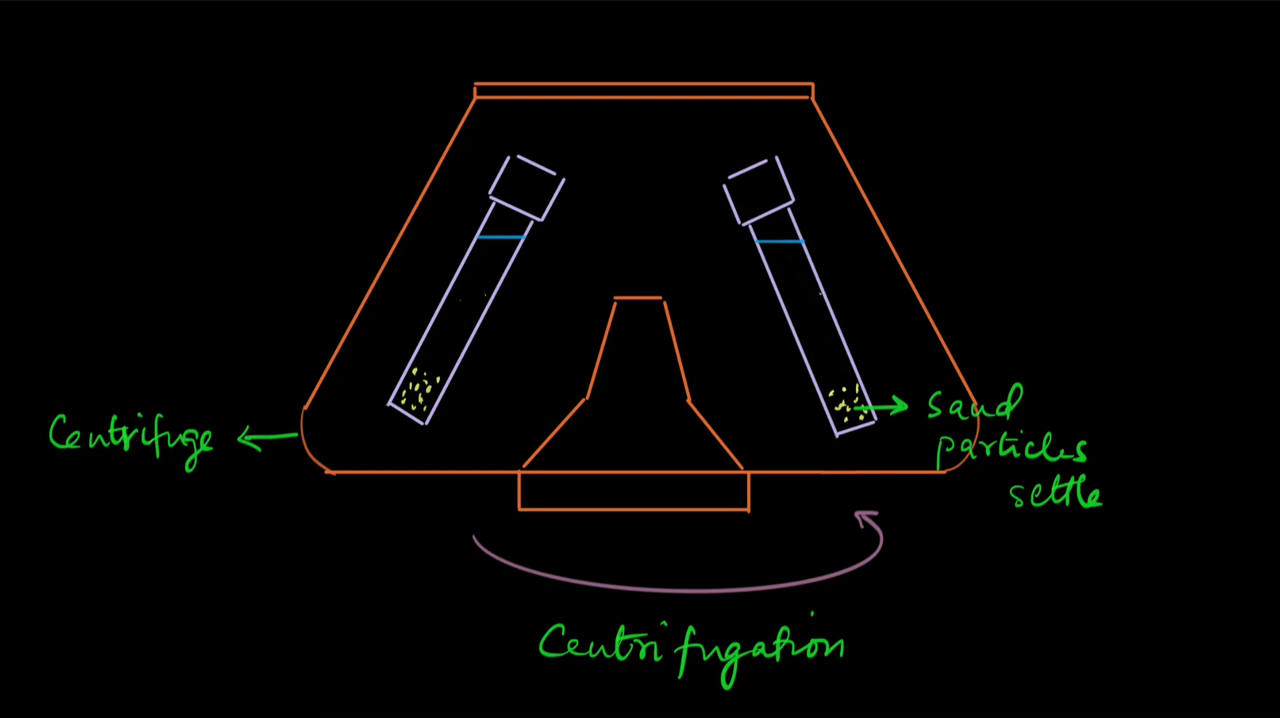 Centrifuge
Sand
particles
settle
Centrifugation